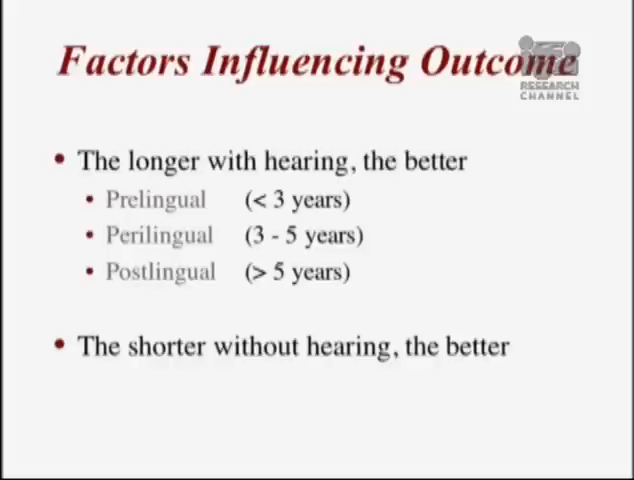 Factors Influencing Outcome
RESEARCH
CHANNEL
• The longer with hearing, the better
• Prelingual (< 3 years)
• Perilingual (3 - 5 years)
• Postlingual (> 5 years)
• The shorter without hearing, the better